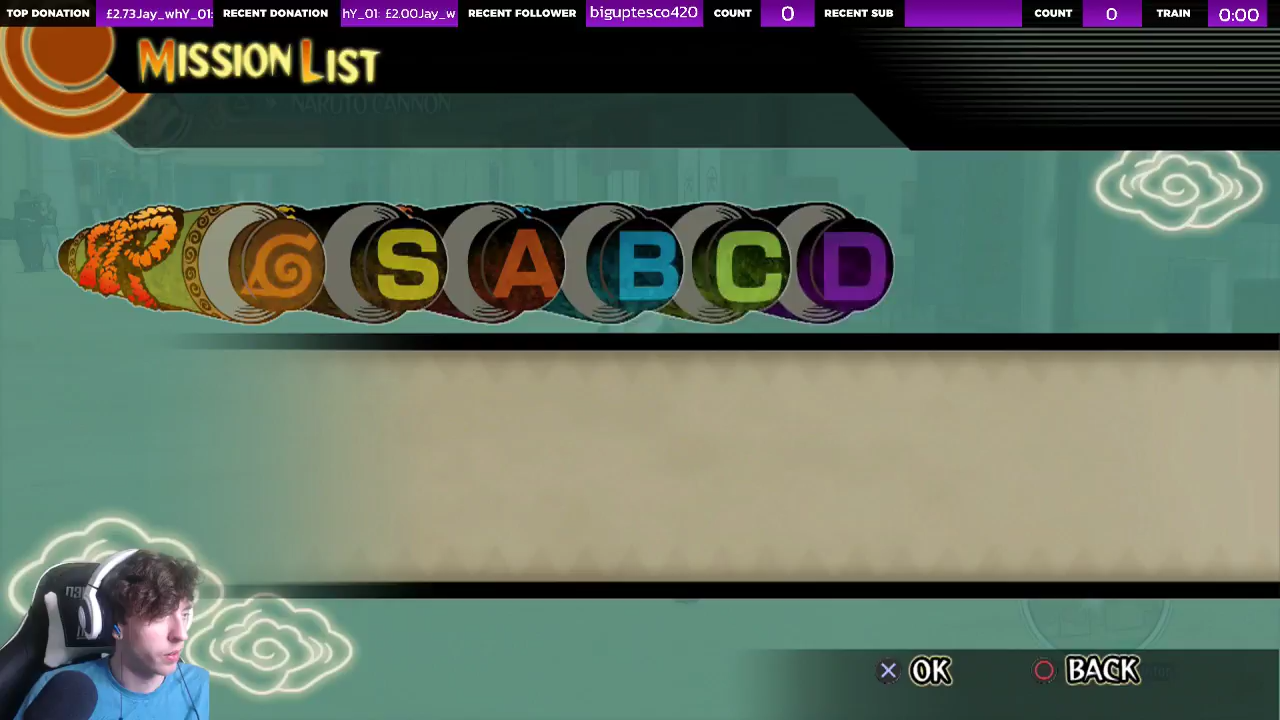 TOP DONATION £2.73Jay_whY_01: RECENT DONATION hY_01: £2.00Jay_w RECENT FOLLOWER biguptesco420 COUNT 0 RECENT SUB COUNT 0 TRAIN 0:00
MISSION LIST
NARUTO CANNON
R S A B C D
OK BACK